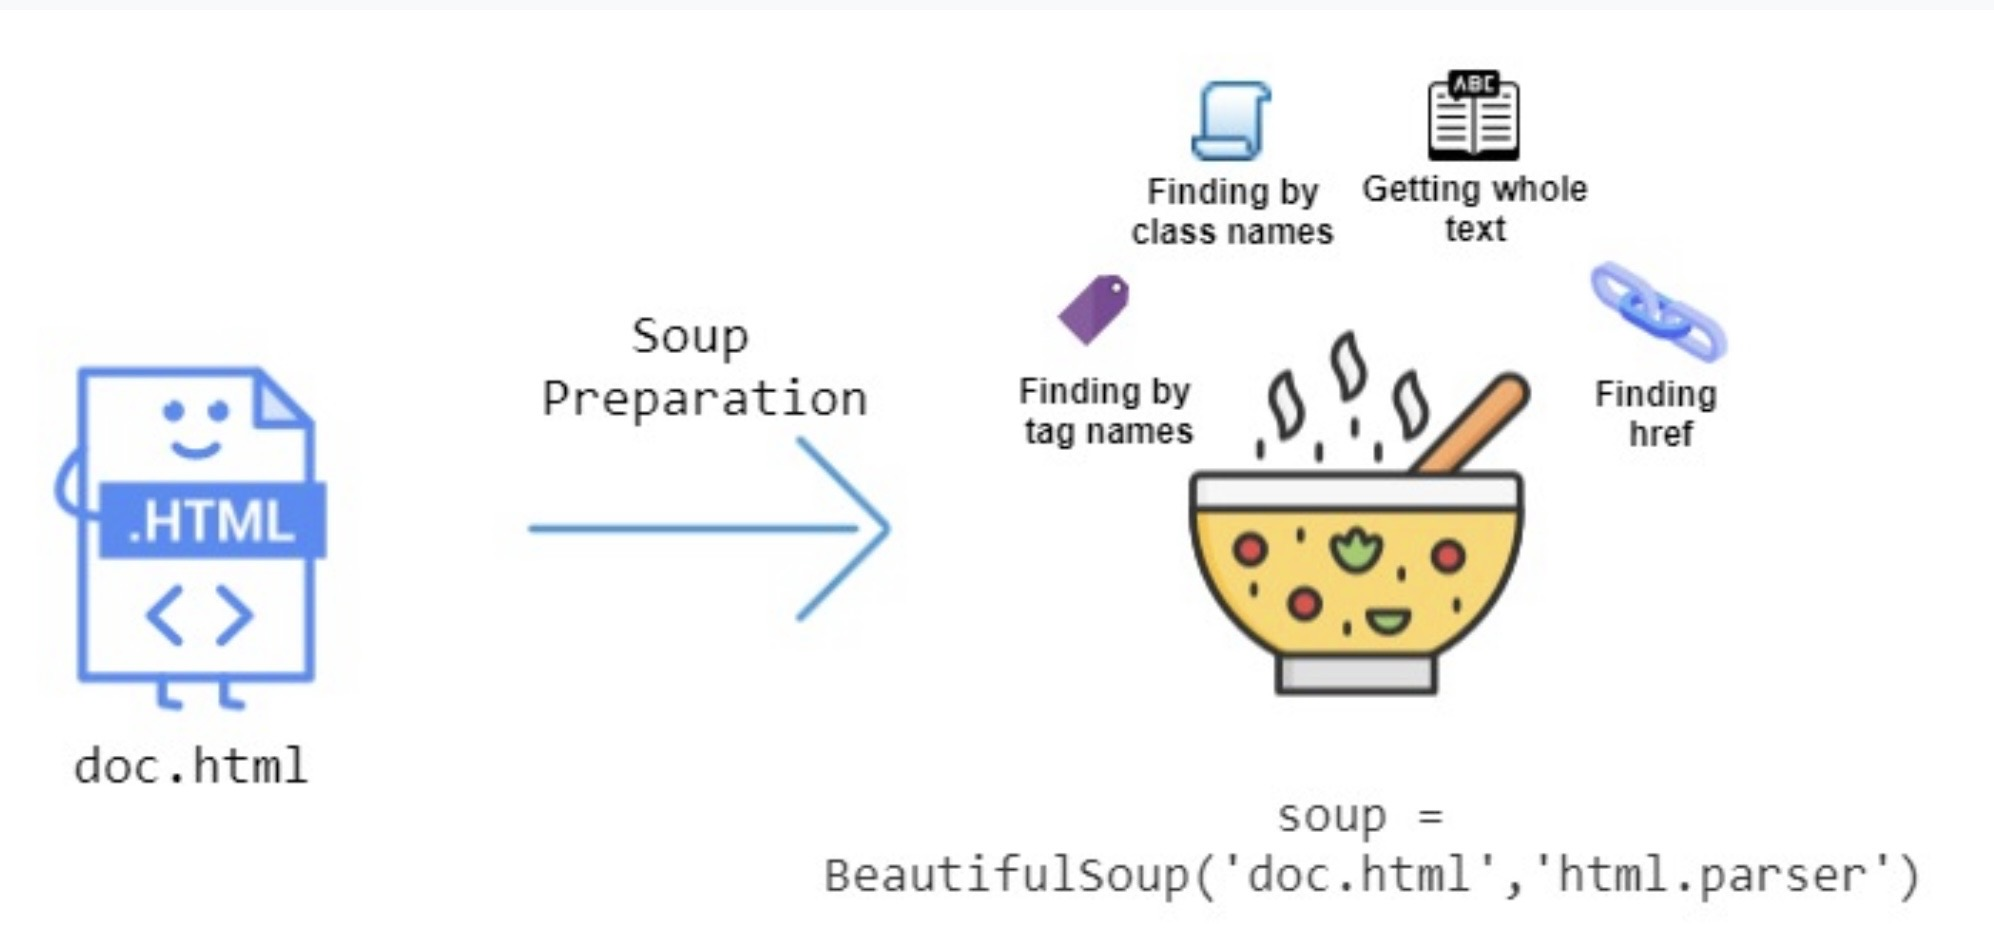 ABC
Finding by
class names
Getting whole
text
Finding by
tag names
Finding
href
Soup
Preparation
.HTML
< >
doc.html
soup =
BeautifulSoup('doc.html','html.parser')